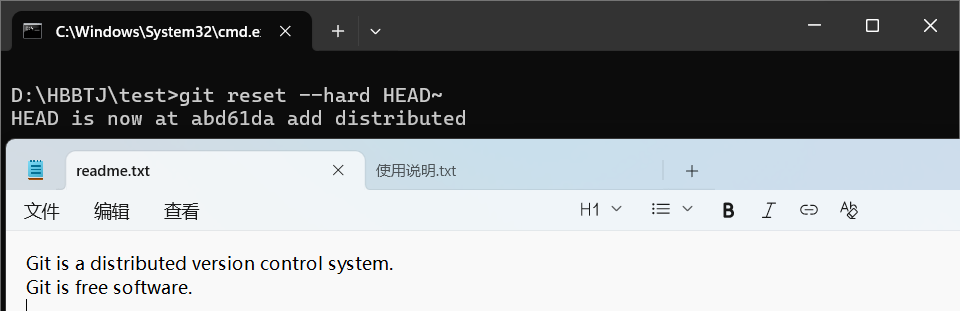 C:\Windows\System32\cmd.e
D:\HBBTJ\test>git reset --hard HEAD~
HEAD is now at abd61da add distributed
readme.txt
使用说明.txt
文件 编辑 查看 H1 B I Ab
Git is a distributed version control system.
Git is free software.